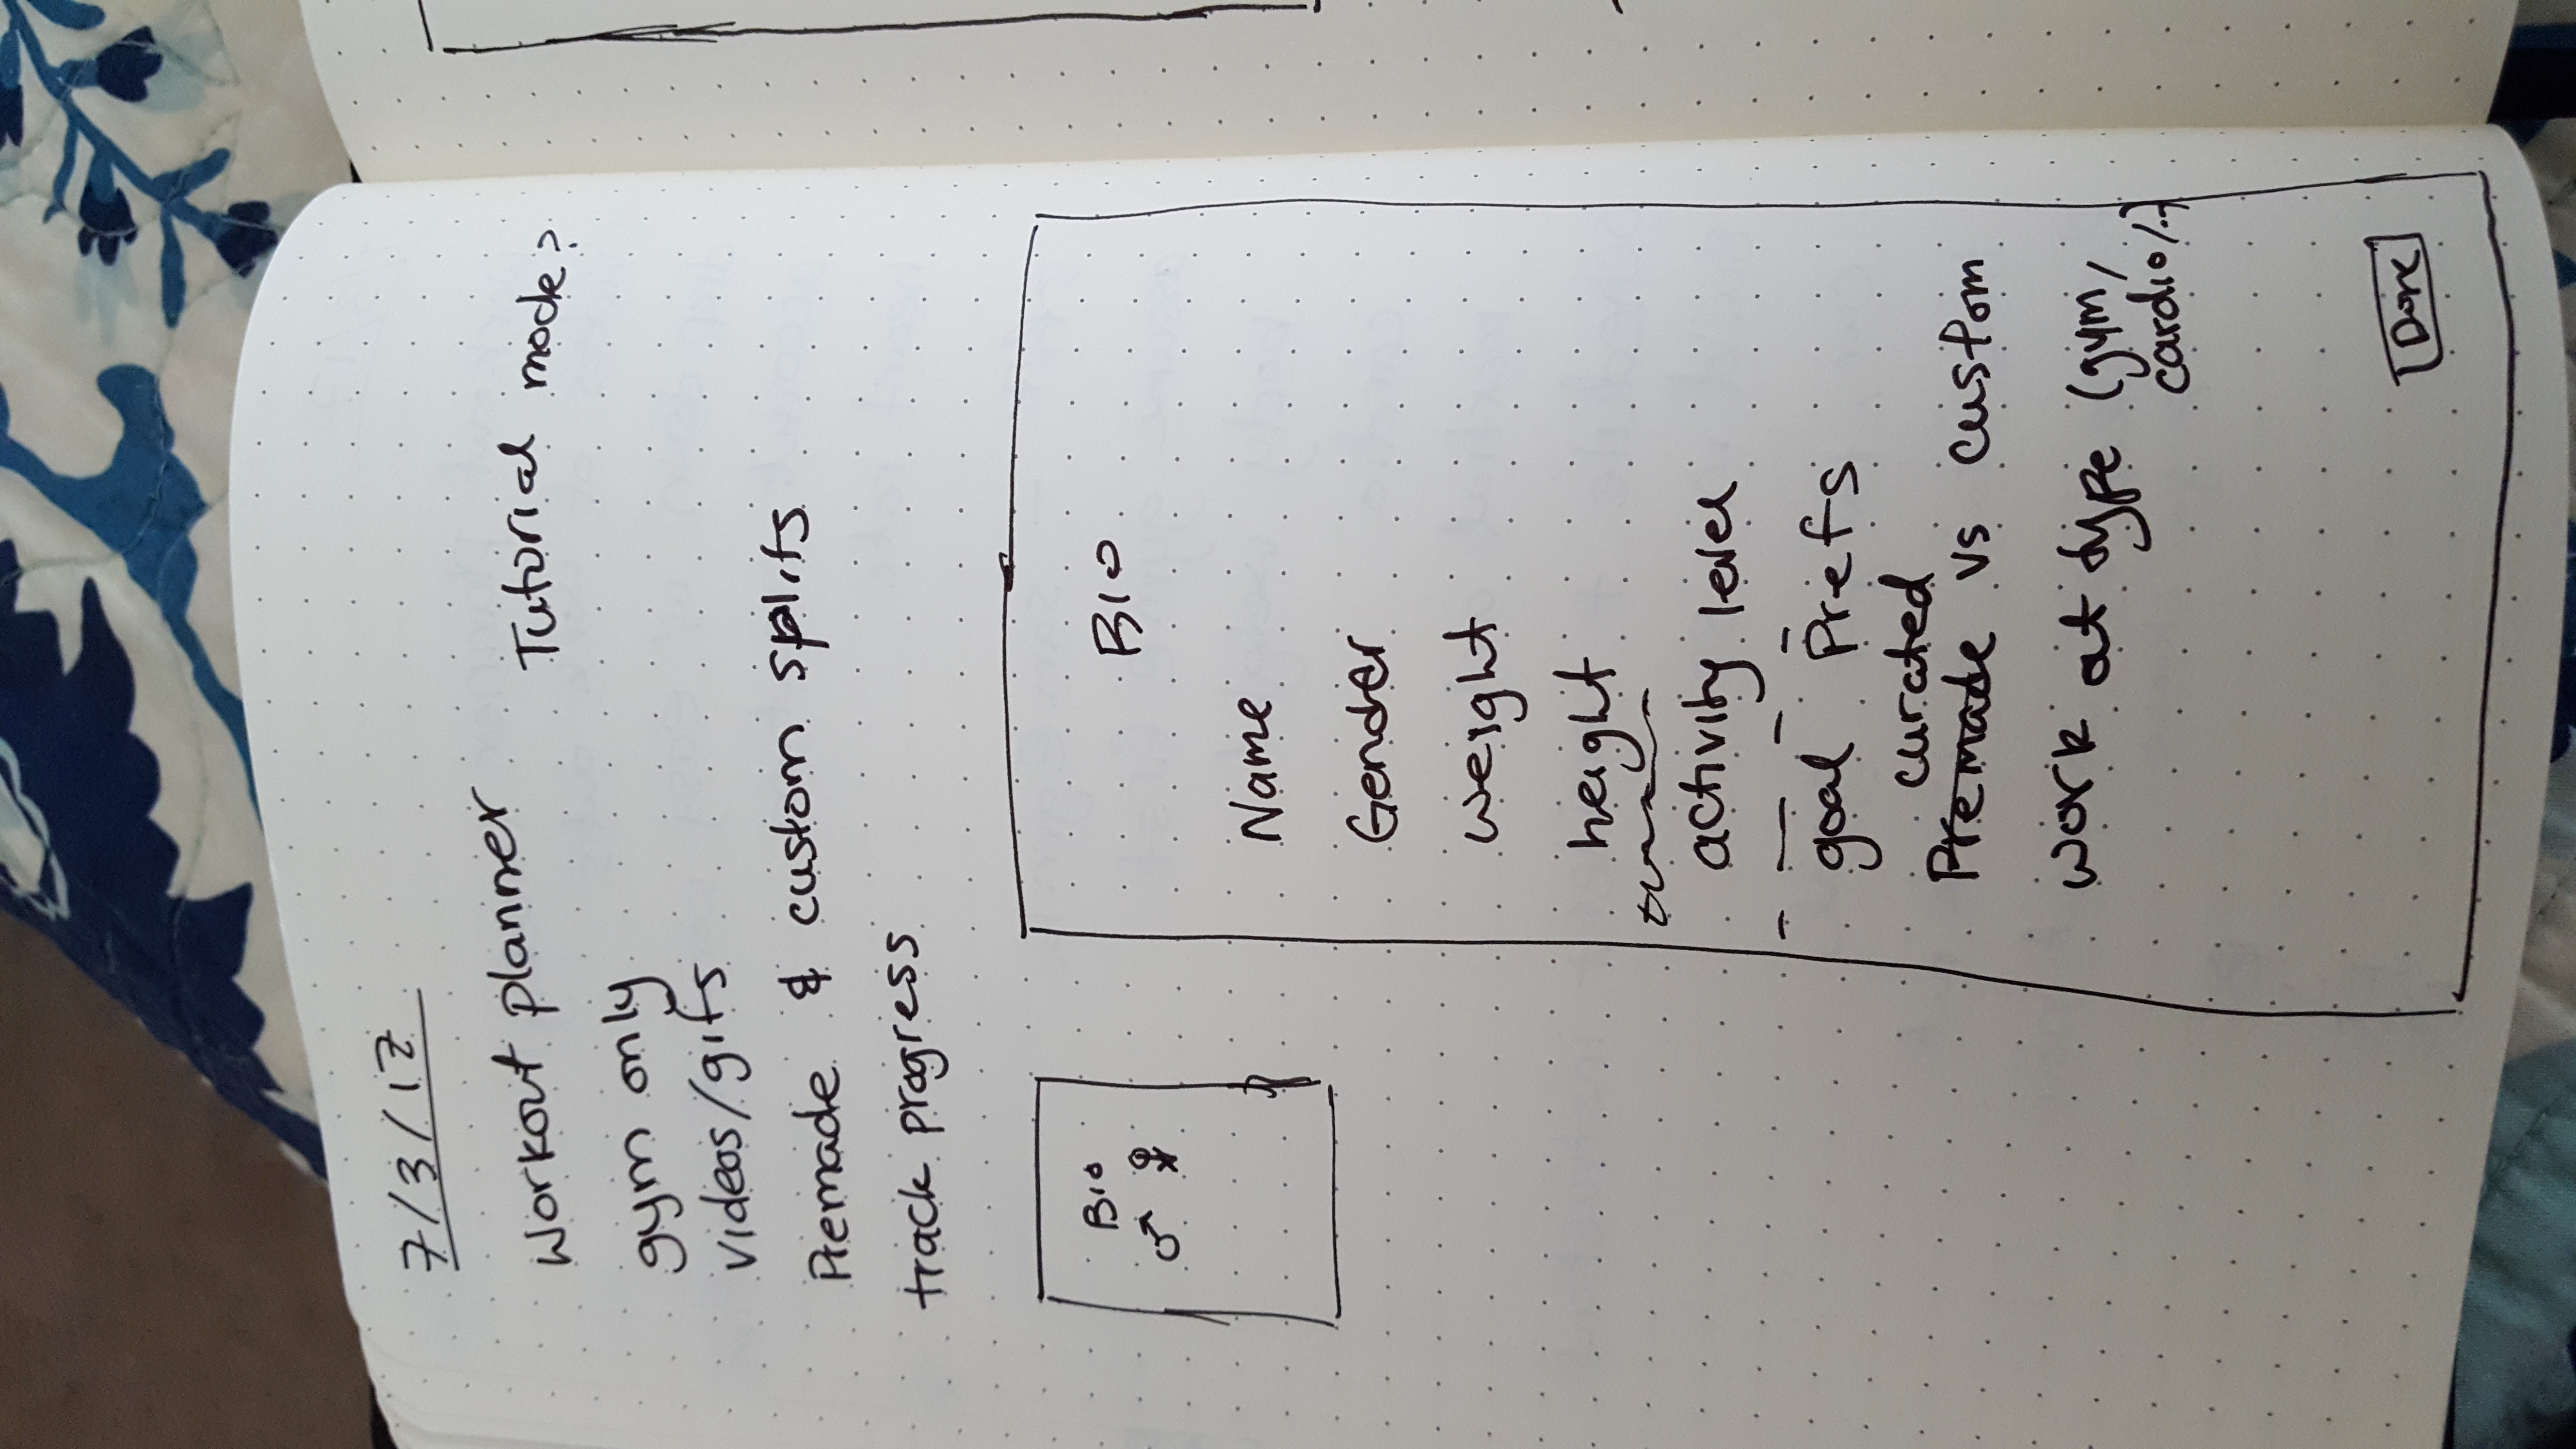 7/3/17
Workout planner
Tutorial mode?
gym only
videos/gifs
Premade & custom splits
track progress
Bio
♂ ♀
BIO
Name
Gender
weight
height
activity level
goal Prefs
curated
Premade vs custom
work out type (gym,
cardio/..)
Done